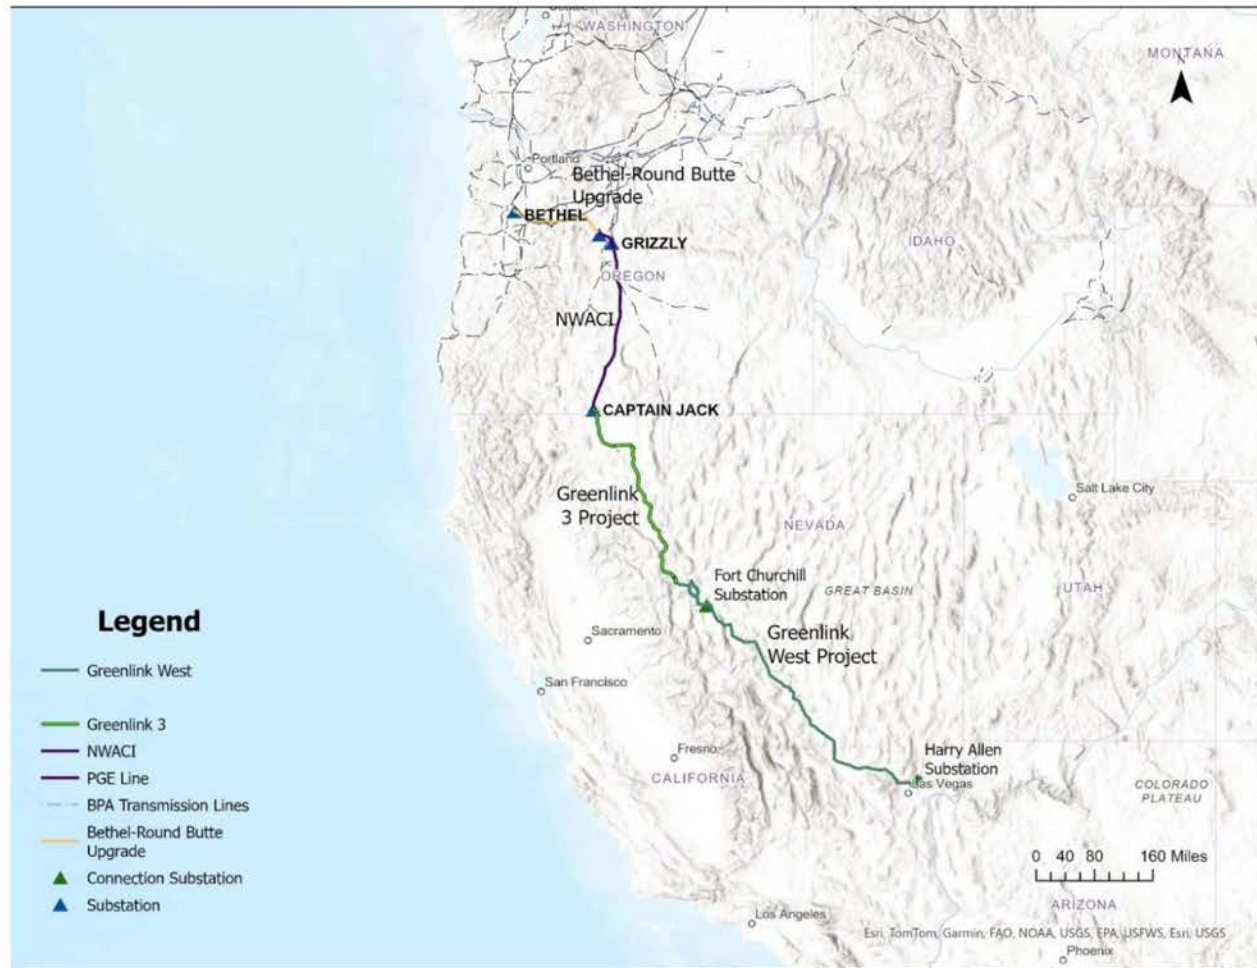 Seattle
WASHINGTON
MONTANA
N
Portland
Bethel-Round Butte
Upgrade
BETHEL
GRIZZLY
IDAHO
OREGON
NWACI
CAPTAIN JACK
Greenlink
3 Project
Salt Lake City
NEVADA
Fort Churchill
Substation
GREAT BASIN
UTAH
Legend
Sacramento
Greenlink
West Project
Greenlink West
San Francisco
Greenlink 3
NWACI
Fresno
Harry Allen
Substation
CALIFORNIA
PGE Line
Las Vegas
COLORADO
PLATEAU
BPA Transmission Lines
Bethel-Round Butte
Upgrade
0 40 80 160 Miles
Connection Substation
Substation
ARIZONA
Los Angeles
Esri, TomTom, Garmin, FAO, NOAA, USGS, EPA, USFWS, Esri, USGS
Phoenix